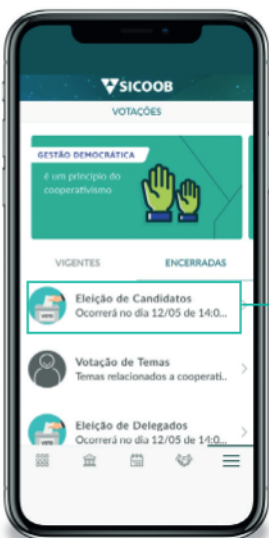 SICOOB
VOTAÇÕES
GESTÃO DEMOCRÁTICA
é um princípio do
cooperativismo
VIGENTES ENCERRADAS
Eleição de Candidatos
Ocorrerá no dia 12/05 de 14:0...
VOTE
Votação de Temas
Temas relacionados a cooperati..
Eleição de Delegados
Ocorrerá no dia 12/05 de 14:0...
VOTE